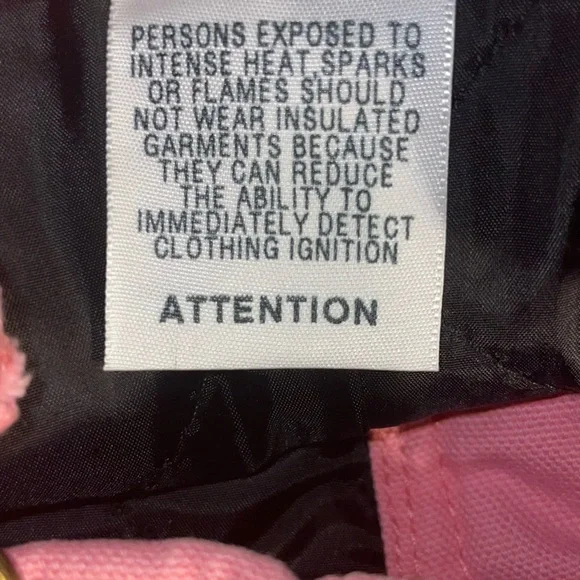 PERSONS EXPOSED TO
INTENSE HEAT, SPARKS
OR FLAMES SHOULD
NOT WEAR INSULATED
GARMENTS BECAUSE
THEY CAN REDUCE
THE ABILITY TO
IMMEDIATELY DETECT
CLOTHING IGNITION
ATTENTION